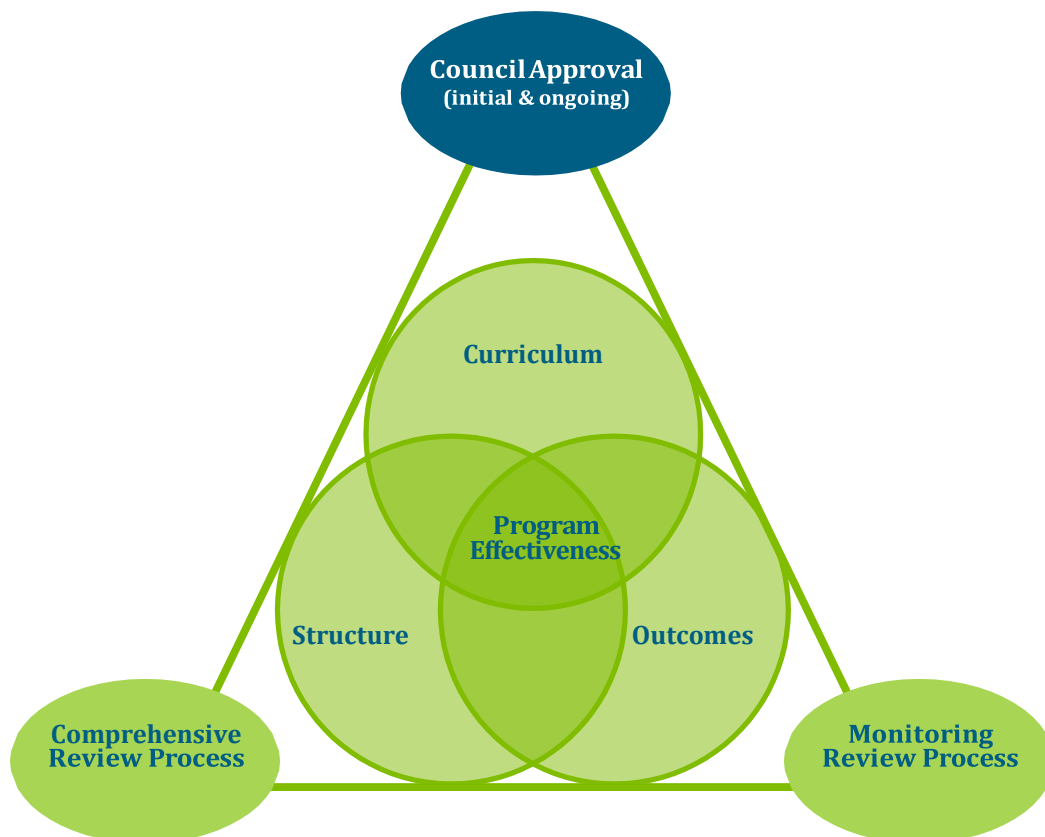 Council Approval
(initial & ongoing)
Curriculum
Program
Effectiveness
Structure
Outcomes
Comprehensive
Review Process
Monitoring
Review Process